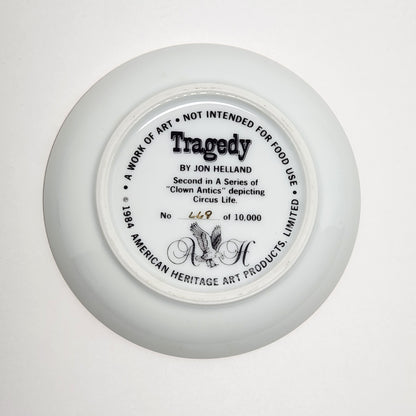 • A WORK OF ART • NOT INTENDED FOR FOOD USE •
Tragedy
BY JON HELLAND
Second in A Series of
"Clown Antics" depicting
Circus Life.
No 469 of 10,000
A H
© 1984 AMERICAN HERITAGE ART PRODUCTS, LIMITED